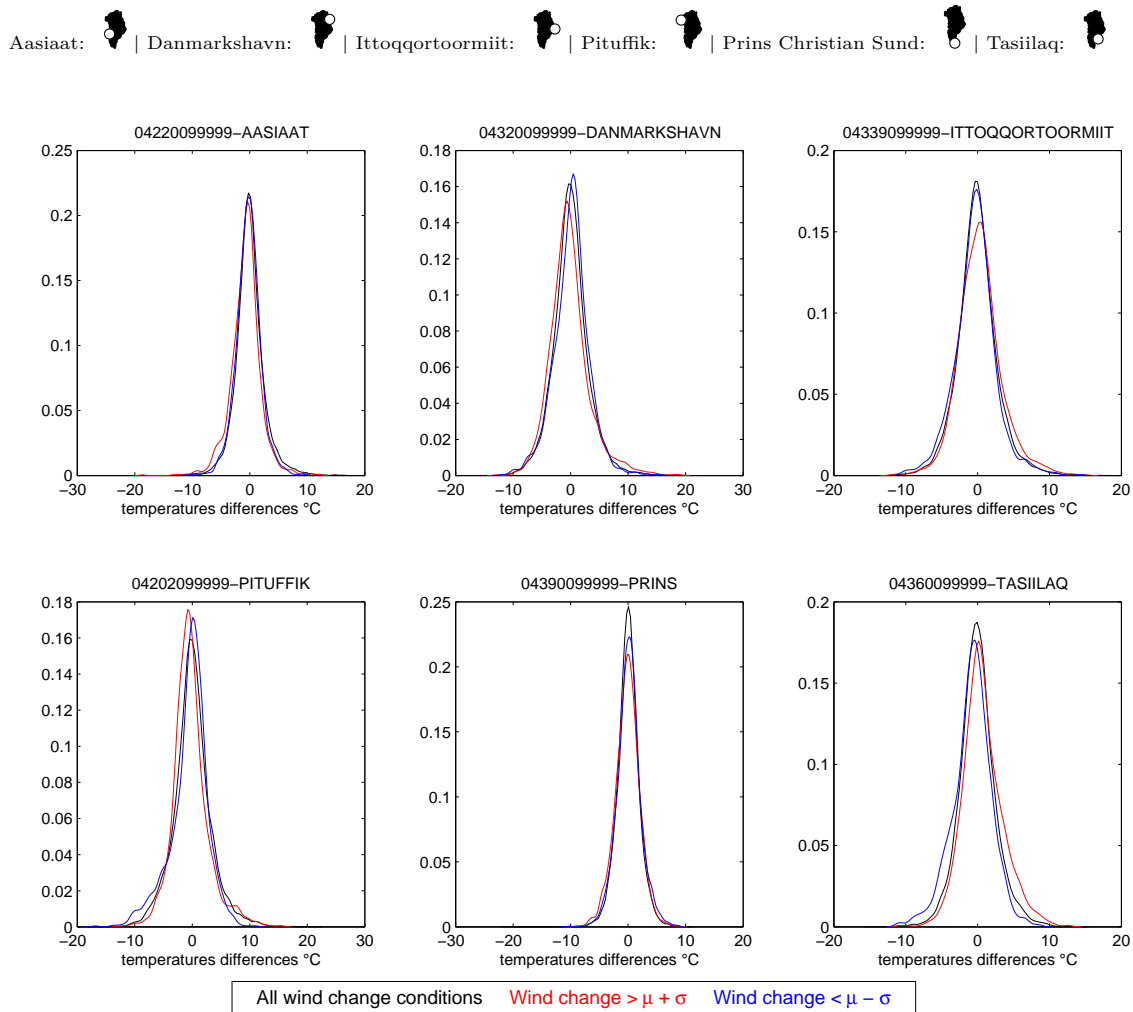 Aasiaat: | Danmarkshavn: | Ittoqqortoormiit: | Pituffik: | Prins Christian Sund: | Tasiilaq:
04220099999−AASIAAT
0.25
0.2
0.15
0.1
0.05
0
−30 −20 −10 0 10 20
temperatures differences °C
04320099999−DANMARKSHAVN
0.18
0.16
0.14
0.12
0.1
0.08
0.06
0.04
0.02
0
−20 −10 0 10 20 30
temperatures differences °C
04339099999−ITTOQQORTOORMIIT
0.2
0.15
0.1
0.05
0
−20 −10 0 10 20
temperatures differences °C
04202099999−PITUFFIK
0.18
0.16
0.14
0.12
0.1
0.08
0.06
0.04
0.02
0
−20 −10 0 10 20 30
temperatures differences °C
04390099999−PRINS
0.25
0.2
0.15
0.1
0.05
0
−30 −20 −10 0 10 20
temperatures differences °C
04360099999−TASIILAQ
0.2
0.15
0.1
0.05
0
−20 −10 0 10 20
temperatures differences °C
All wind change conditions Wind change > μ + σ Wind change < μ − σ